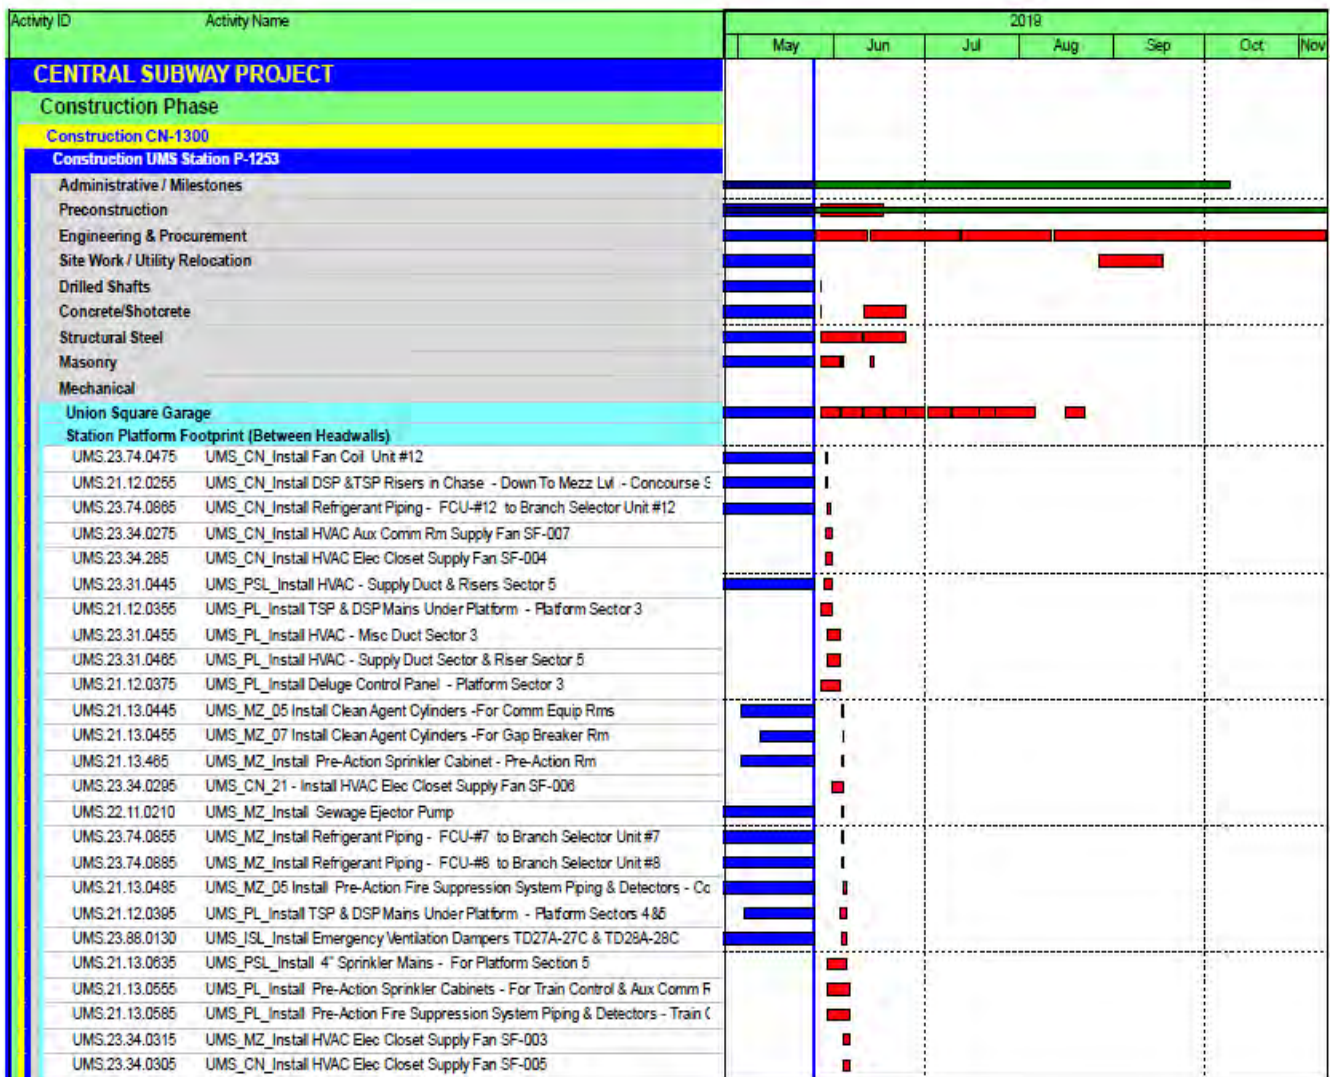 Activity ID Activity Name 2019
May Jun Jul Aug Sep Oct Nov
CENTRAL SUBWAY PROJECT
Construction Phase
Construction CN-1300
Construction UMS Station P-1253
Administrative / Milestones
Preconstruction
Engineering & Procurement
Site Work / Utility Relocation
Drilled Shafts
Concrete/Shotcrete
Structural Steel
Masonry
Mechanical
Union Square Garage
Station Platform Footprint (Between Headwalls)
UMS.23.74.0475 UMS_CN_Install Fan Coil Unit #12
UMS.21.12.0255 UMS_CN_Install DSP &TSP Risers in Chase - Down To Mezz Lvl - Concourse S
UMS.23.74.0865 UMS_CN_Install Refrigerant Piping - FCU-#12 to Branch Selector Unit #12
UMS.23.34.0275 UMS_CN_Install HVAC Aux Comm Rm Supply Fan SF-007
UMS.23.34.285 UMS_CN_Install HVAC Elec Closet Supply Fan SF-004
UMS.23.31.0445 UMS_PSL_Install HVAC - Supply Duct & Risers Sector 5
UMS.21.12.0355 UMS_PL_Install TSP & DSP Mains Under Platform - Platform Sector 3
UMS.23.31.0455 UMS_PL_Install HVAC - Misc Duct Sector 3
UMS.23.31.0465 UMS_PL_Install HVAC - Supply Duct Sector & Riser Sector 5
UMS.21.12.0375 UMS_PL_Install Deluge Control Panel - Platform Sector 3
UMS.21.13.0445 UMS_MZ_05 Install Clean Agent Cylinders -For Comm Equip Rms
UMS.21.13.0455 UMS_MZ_07 Install Clean Agent Cylinders -For Gap Breaker Rm
UMS.21.13.465 UMS_MZ_Install Pre-Action Sprinkler Cabinet - Pre-Action Rm
UMS.23.34.0295 UMS_CN_21 - Install HVAC Elec Closet Supply Fan SF-006
UMS.22.11.0210 UMS_MZ_Install Sewage Ejector Pump
UMS.23.74.0855 UMS_MZ_Install Refrigerant Piping - FCU-#7 to Branch Selector Unit #7
UMS.23.74.0885 UMS_MZ_Install Refrigerant Piping - FCU-#8 to Branch Selector Unit #8
UMS.21.13.0485 UMS_MZ_05 Install Pre-Action Fire Suppression System Piping & Detectors - Co
UMS.21.12.0395 UMS_PL_Install TSP & DSP Mains Under Platform - Platform Sectors 4&5
UMS.23.88.0130 UMS_ISL_Install Emergency Ventilation Dampers TD27A-27C & TD28A-28C
UMS.21.13.0635 UMS_PSL_Install 4" Sprinkler Mains - For Platform Section 5
UMS.21.13.0555 UMS_PL_Install Pre-Action Sprinkler Cabinets - For Train Control & Aux Comm R
UMS.21.13.0585 UMS_PL_Install Pre-Action Fire Suppression System Piping & Detectors - Train C
UMS.23.34.0315 UMS_MZ_Install HVAC Elec Closet Supply Fan SF-003
UMS.23.34.0305 UMS_CN_Install HVAC Elec Closet Supply Fan SF-005